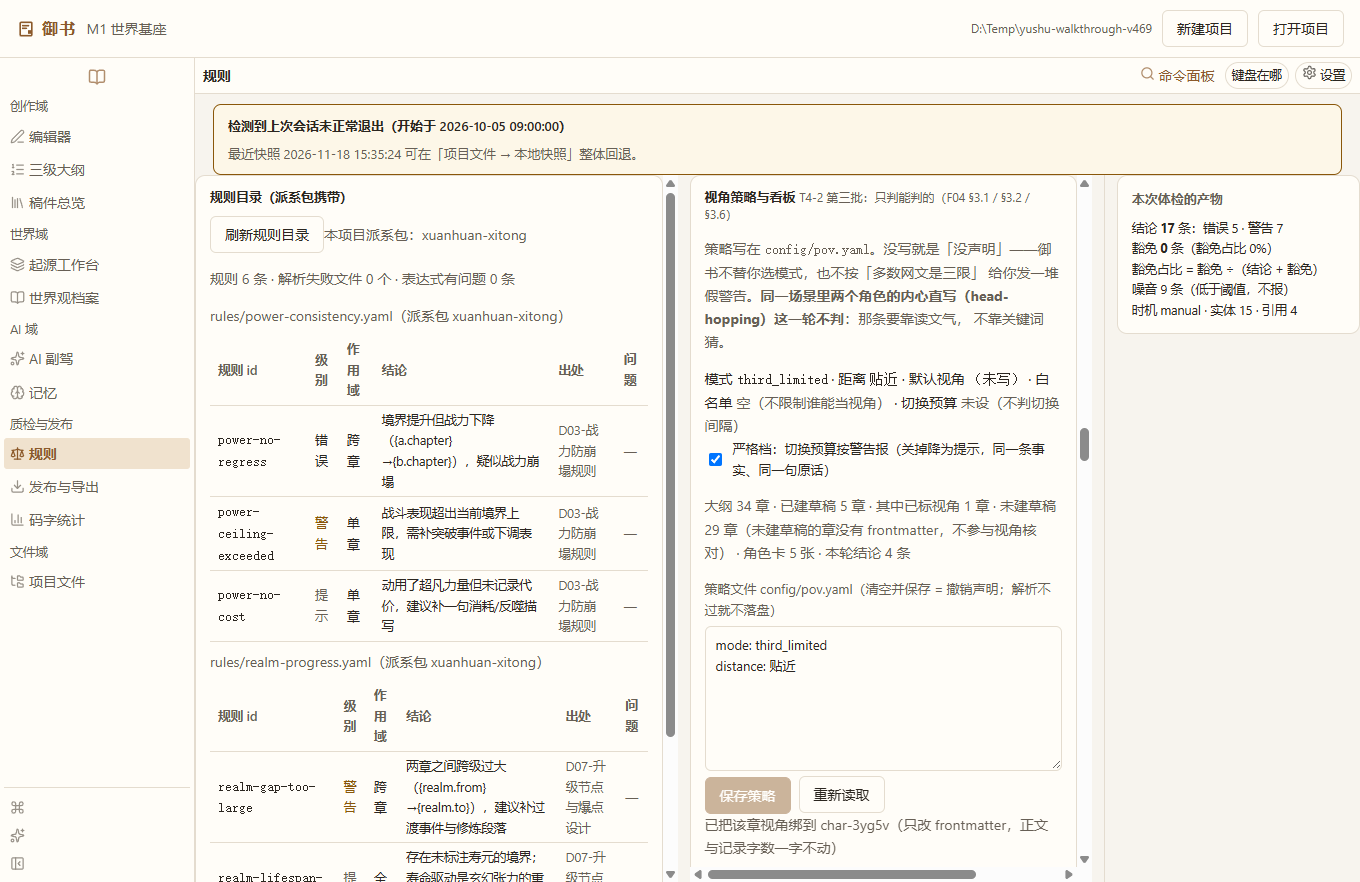 御书 M1 世界基座
D:\Temp\yushu-walkthrough-v469 新建项目 打开项目
创作域
编辑器
三级大纲
稿件总览
世界域
起源工作台
世界观档案
AI 域
AI 副驾
记忆
质检与发布
规则
发布与导出
码字统计
文件域
项目文件
规则
命令面板 键盘在哪 设置
检测到上次会话未正常退出（开始于 2026-10-05 09:00:00）
最近快照 2026-11-18 15:35:24 可在「项目文件 → 本地快照」整体回退。
规则目录（派系包携带）
刷新规则目录 本项目派系包：xuanhuan-xitong
规则 6 条 · 解析失败文件 0 个 · 表达式有问题 0 条
rules/power-consistency.yaml（派系包 xuanhuan-xitong）
规则 id 级别 作用域 结论 出处 问题
power-no-regress 错误 跨章 境界提升但战力下降（{a.chapter}→{b.chapter}），疑似战力崩塌 D03-战力防崩塌规则 —
power-ceiling-exceeded 警告 单章 战斗表现超出当前境界上限，需补突破事件或下调表现 D03-战力防崩塌规则 —
power-no-cost 提示 单章 动用了超凡力量但未记录代价，建议补一句消耗/反噬描写 D03-战力防崩塌规则 —
rules/realm-progress.yaml（派系包 xuanhuan-xitong）
规则 id 级别 作用域 结论 出处 问题
realm-gap-too-large 警告 跨章 两章之间跨级过大（{realm.from}→{realm.to}），建议补过渡事件与修炼段落 D07-升级节点与爆点设计 —
realm-lifespan- 提 全 存在未标注寿元的境界；寿命驱动是玄幻张力的重 D07-升级节点
视角策略与看板 T4-2 第三批：只判能判的（F04 §3.1 / §3.2 /
§3.6）
策略写在 config/pov.yaml。没写就是「没声明」——御
书不替你选模式，也不按「多数网文是三限」 给你发一堆
假警告。同一场景里两个角色的内心直写（head-
hopping）这一轮不判：那条要靠读文气， 不靠关键词
猜。
模式 third_limited · 距离 贴近 · 默认视角 （未写） · 白
名单 空（不限制谁能当视角） · 切换预算 未设（不判切换
间隔）
严格档：切换预算按警告报（关掉降为提示，同一条事
实、同一句原话）
大纲 34 章 · 已建草稿 5 章 · 其中已标视角 1 章 · 未建草稿
29 章（未建草稿的章没有 frontmatter，不参与视角核
对） · 角色卡 5 张 · 本轮结论 4 条
策略文件 config/pov.yaml（清空并保存 = 撤销声明；解析不
过就不落盘）
mode: third_limited
distance: 贴近
保存策略 重新读取
已把该章视角绑到 char-3yg5v（只改 frontmatter，正文
与记录字数一字不动）
本次体检的产物
结论 17 条：错误 5 · 警告 7
豁免 0 条（豁免占比 0%）
豁免占比 = 豁免 ÷（结论 + 豁免）
噪音 9 条（低于阈值，不报）
时机 manual · 实体 15 · 引用 4